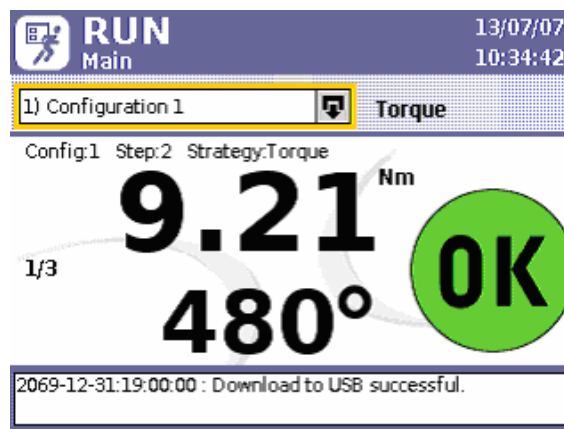 RUN
13/07/07
Main
10:34:42
1) Configuration 1
Torque
Config:1 Step:2 Strategy:Torque
9.21 Nm
OK
1/3
480°
2069-12-31:19:00:00 : Download to USB successful.